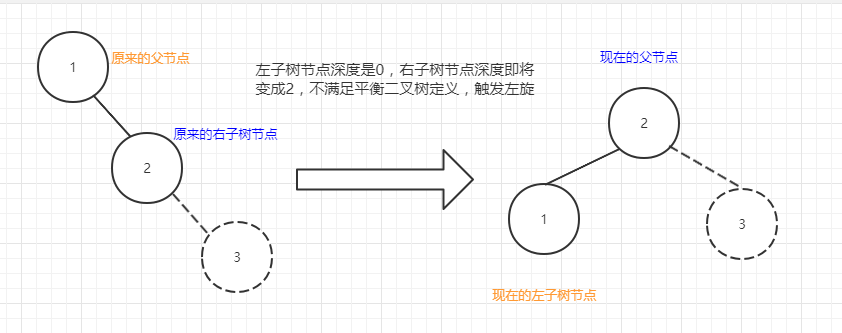 1
原来的父节点
2
原来的右子树节点
3
左子树节点深度是0，右子树节点深度即将
变成2，不满足平衡二叉树定义，触发左旋
现在的父节点
2
1
3
现在的左子树节点